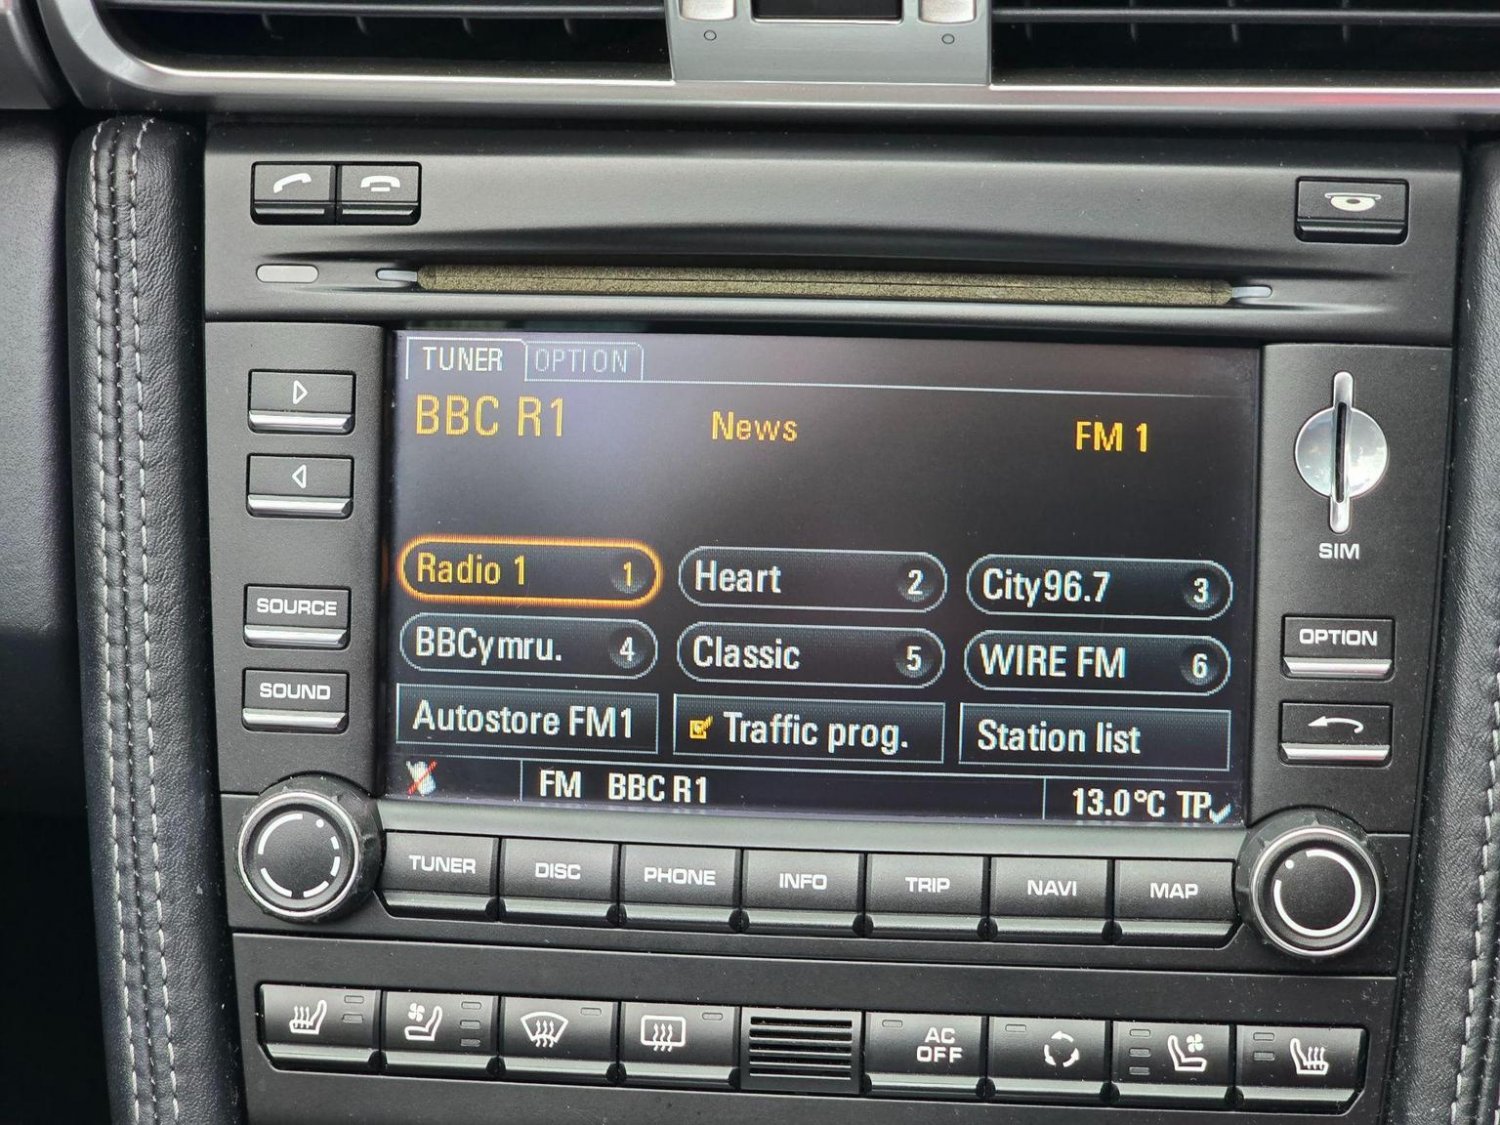 TUNER OPTION
BBC R1 News FM 1
Radio 1 1 Heart 2 City96.7 3
BBCymru. 4 Classic 5 WIRE FM 6
Autostore FM1 Traffic prog. Station list
FM BBC R1 13.0°C TP
SIM
SOURCE
OPTION
SOUND
TUNER DISC PHONE INFO TRIP NAVI MAP
AC
OFF